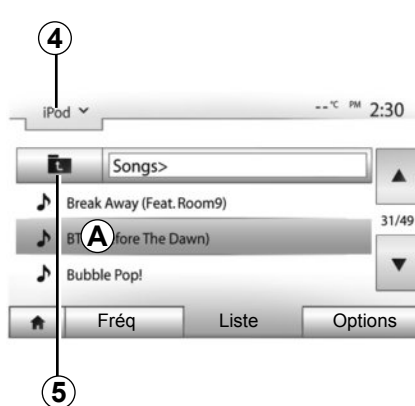 4
iPod
--°C PM 2:30
Songs>
Break Away (Feat. Room9)
31/49
A
BT fore The Dawn)
Bubble Pop!
Fréq Liste Options
5